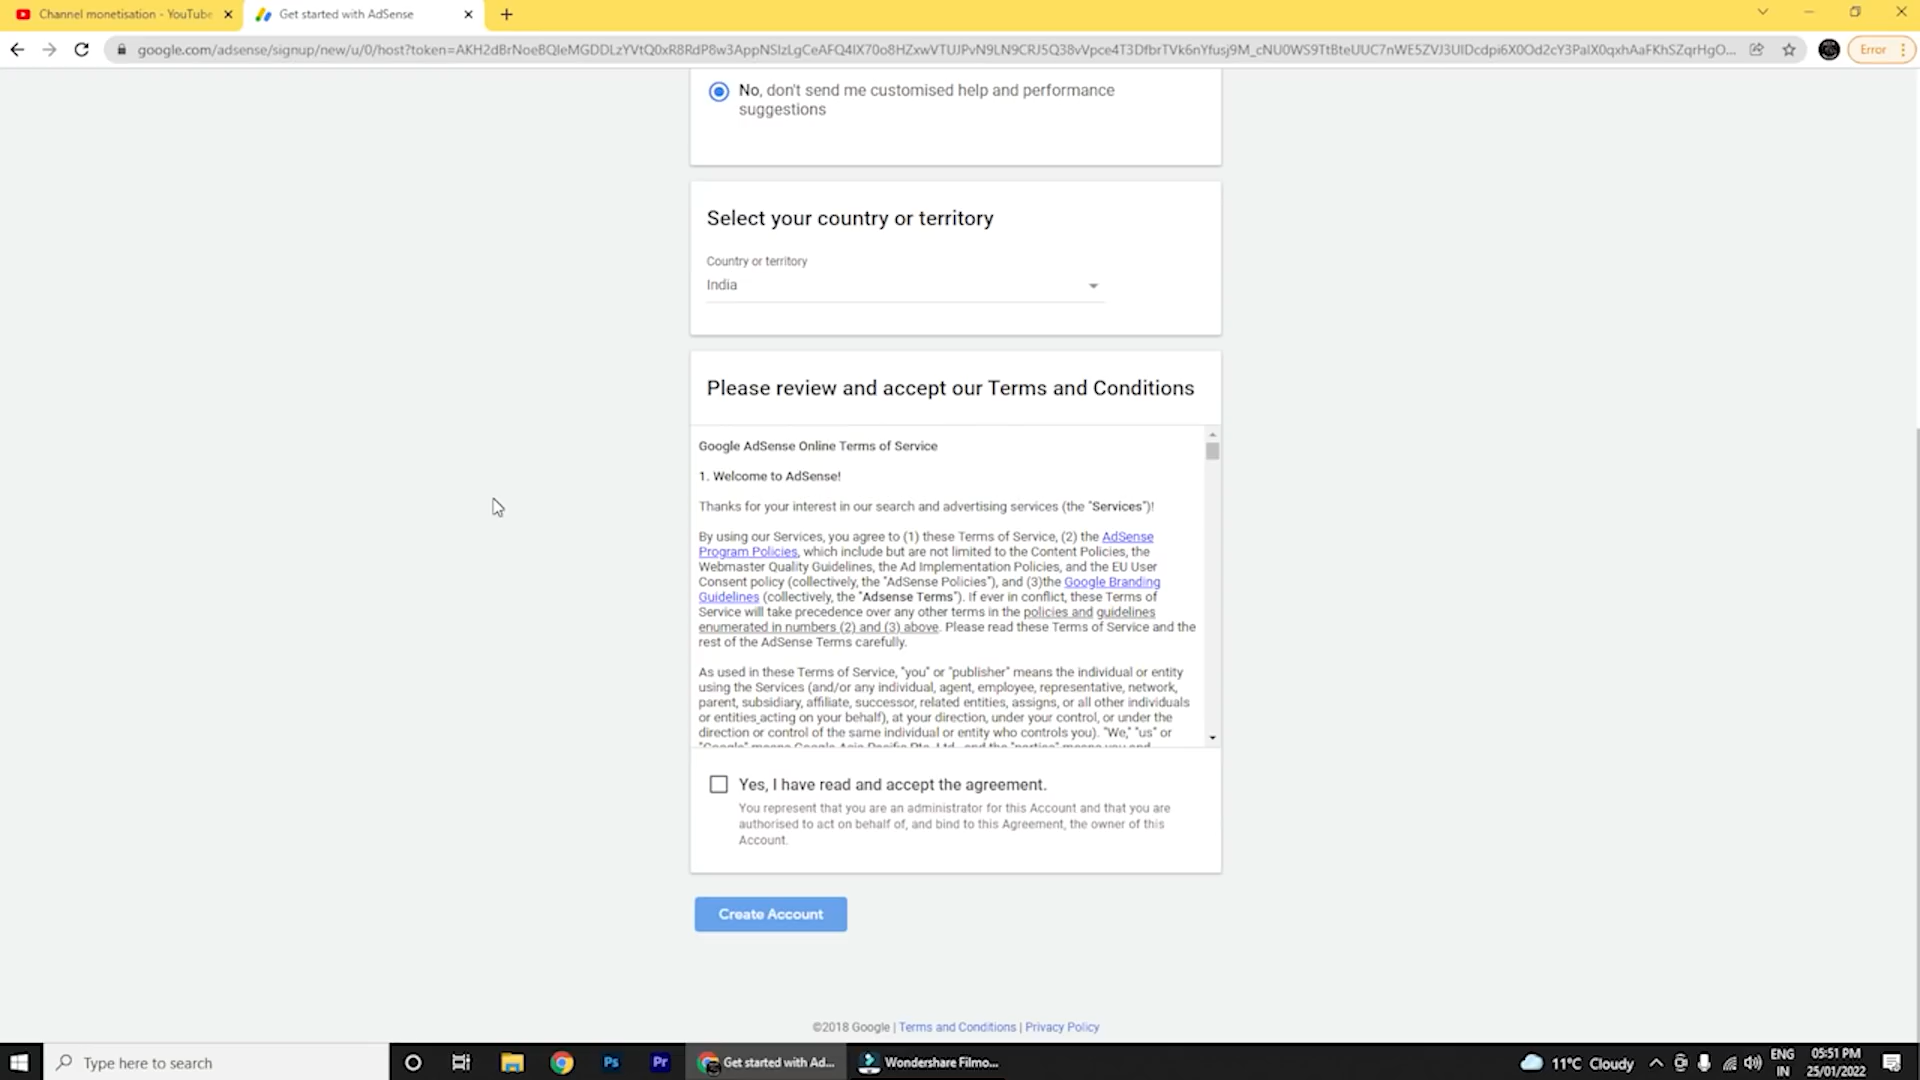 Channel monetisation - YouTube
Get started with AdSense
Error
No, don't send me customised help and performance
suggestions
Select your country or territory
Country or territory
India
Please review and accept our Terms and Conditions
Google AdSense Online Terms of Service
1. Welcome to AdSense!
Thanks for your interest in our search and advertising services (the "Services")!
By using our Services, you agree to (1) these Terms of Service, (2) the AdSense
Program Policies, which include but are not limited to the Content Policies, the
Webmaster Quality Guidelines, the Ad Implementation Policies, and the EU User
Consent policy (collectively, the "AdSense Policies"), and (3)the Google Branding
Guidelines (collectively, the "Adsense Terms"). If ever in conflict, these Terms of
Service will take precedence over any other terms in the policies and guidelines
enumerated in numbers (2) and (3) above. Please read these Terms of Service and the
rest of the AdSense Terms carefully.
As used in these Terms of Service, "you" or "publisher" means the individual or entity
using the Services (and/or any individual, agent, employee, representative, network,
parent, subsidiary, affiliate, successor, related entities, assigns, or all other individuals
or entities acting on your behalf), at your direction, under your control, or under the
direction or control of the same individual or entity who controls you). "We," "us" or
"Google" means Google Asia Pacific Pte. Ltd., and the "parties" means you and
Yes, I have read and accept the agreement.
You represent that you are an administrator for this Account and that you are
authorised to act on behalf of, and bind to this Agreement, the owner of this
Account.
Create Account
©2018 Google | Terms and Conditions | Privacy Policy
Type here to search
Ps
Pr
Get started with Ad...
Wondershare Filmo...
11°C Cloudy
ENG
IN
05:51 PM
25/01/2022